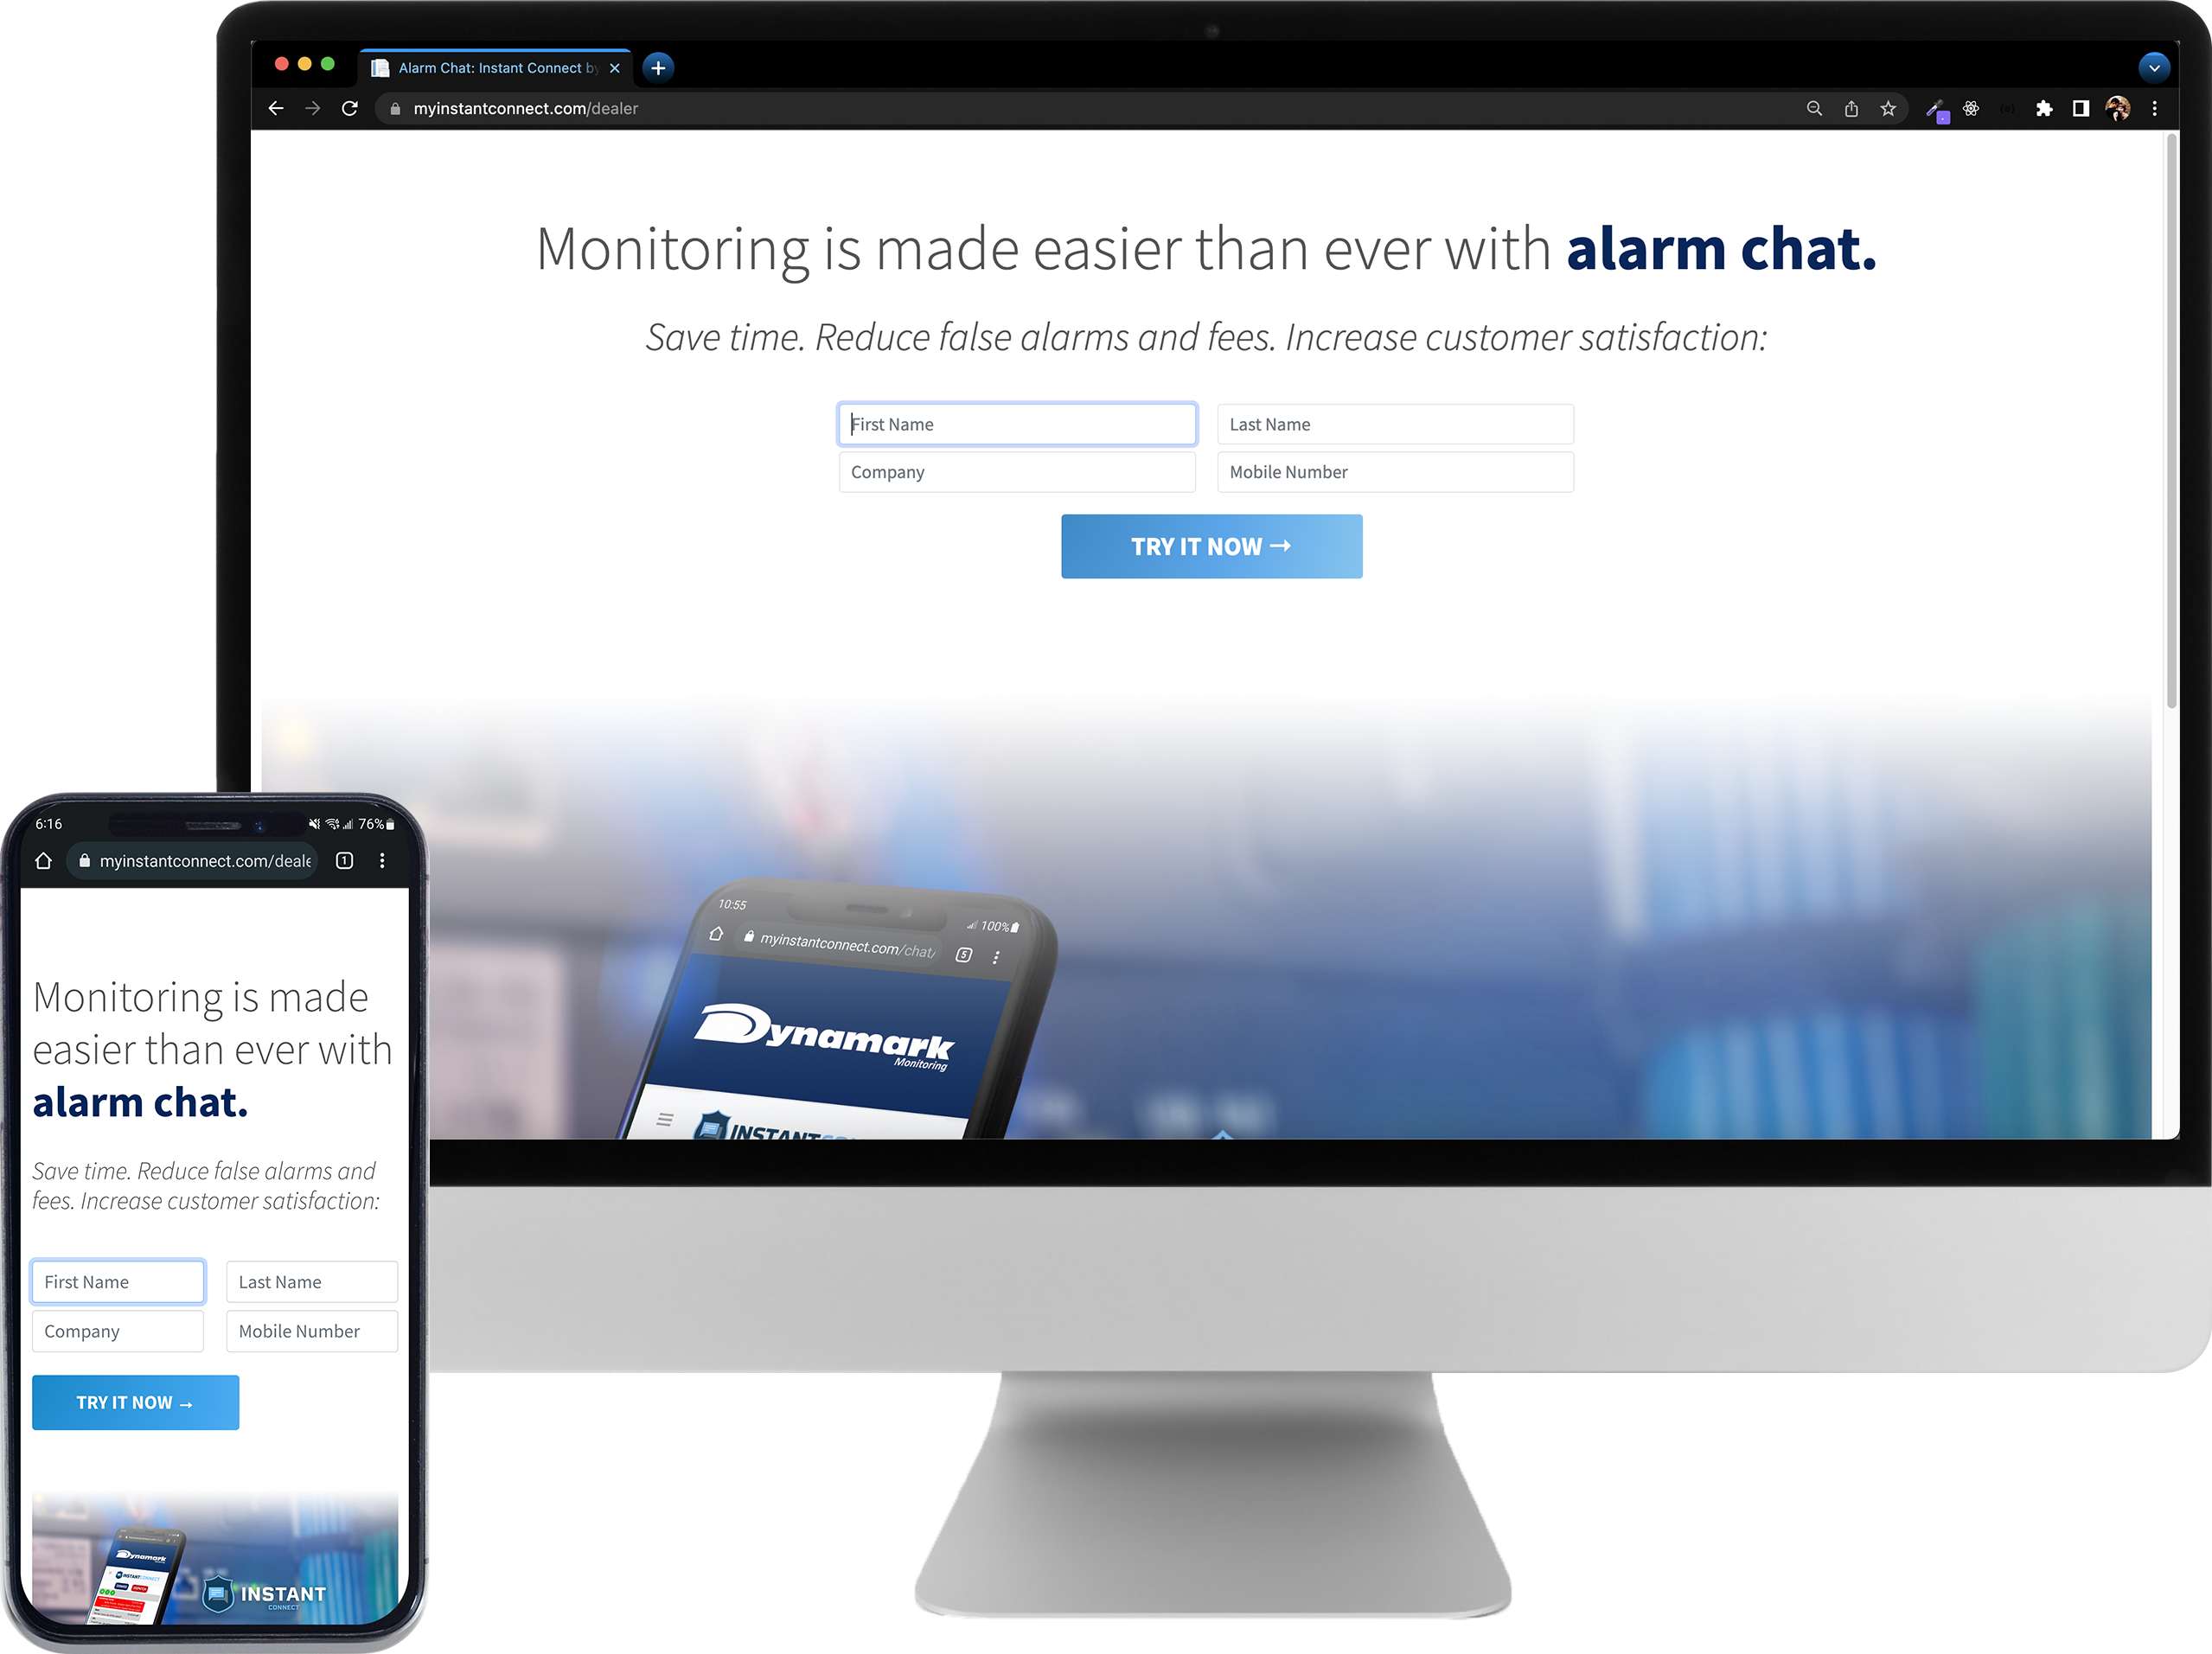 Alarm Chat: Instant Connect by
myinstantconnect.com/dealer
Monitoring is made easier than ever with alarm chat.
Save time. Reduce false alarms and fees. Increase customer satisfaction:
First Name
Last Name
Company
Mobile Number
TRY IT NOW →
10:55
100%
myinstantconnect.com/chat/
5
Dynamark
Monitoring
INSTANTCO
6:16
76%
myinstantconnect.com/deale
1
Monitoring is made
easier than ever with
alarm chat.
Save time. Reduce false alarms and
fees. Increase customer satisfaction:
First Name
Last Name
Company
Mobile Number
TRY IT NOW →
Dynamark
INSTANTCONNECT
INSTANT
CONNECT